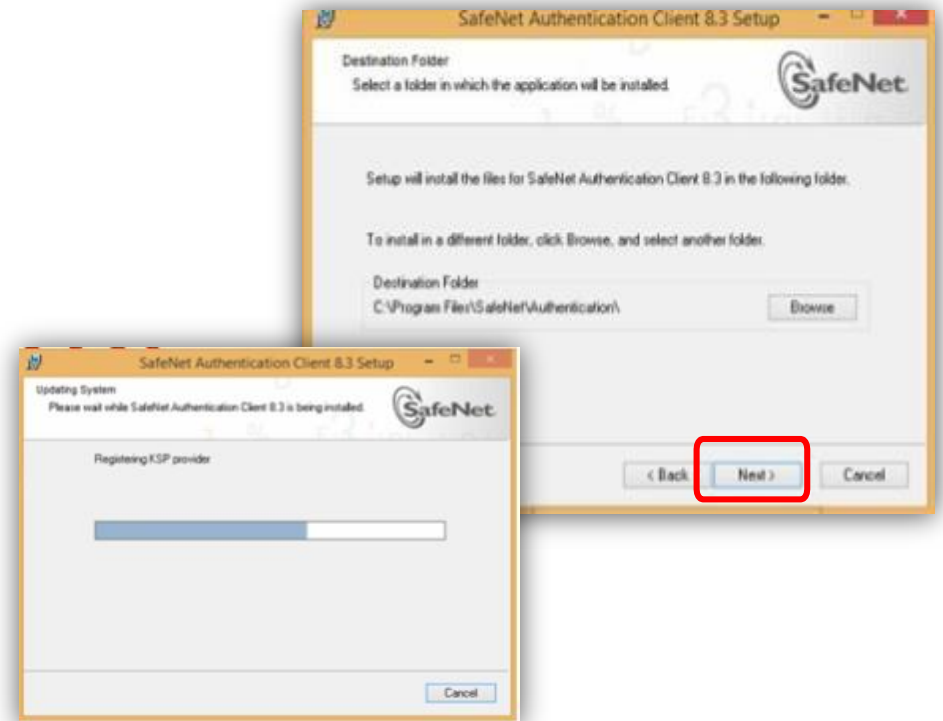 SafeNet Authentication Client 8.3 Setup
Destination Folder
Select a folder in which the application will be installed.
SafeNet.
Setup will install the files for SafeNet Authentication Client 8.3 in the following folder.
To install in a different folder, click Browse, and select another folder.
Destination Folder
C:\Program Files\SafeNet\Authentication\
Browse
< Back
Next >
Cancel
SafeNet Authentication Client 8.3 Setup
Updating System
Please wait while SafeNet Authentication Client 8.3 is being installed.
SafeNet.
Registering KSP provider
Cancel